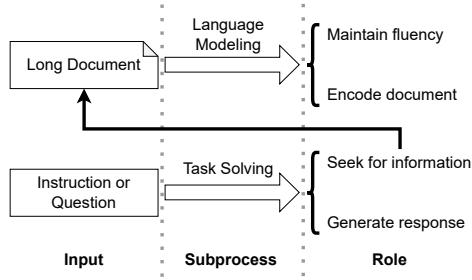 Language
Modeling
Long Document
Maintain fluency
Encode document
Task Solving
Instruction or
Question
Seek for information
Generate response
Input
Subprocess
Role